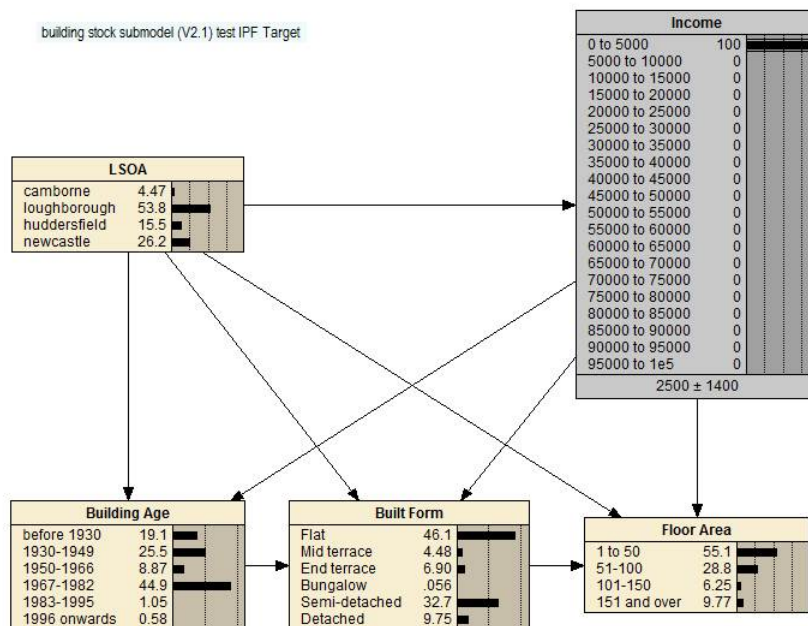 building stock submodel (V2.1) test IPF Target
Income
0 to 5000 100
5000 to 10000 0
10000 to 15000 0
15000 to 20000 0
20000 to 25000 0
25000 to 30000 0
30000 to 35000 0
35000 to 40000 0
40000 to 45000 0
45000 to 50000 0
50000 to 55000 0
55000 to 60000 0
60000 to 65000 0
65000 to 70000 0
70000 to 75000 0
75000 to 80000 0
80000 to 85000 0
85000 to 90000 0
90000 to 95000 0
95000 to 1e5 0
2500 ± 1400
LSOA
camborne 4.47
loughborough 53.8
huddersfield 15.5
newcastle 26.2
Building Age
before 1930 19.1
1930-1949 25.5
1950-1966 8.87
1967-1982 44.9
1983-1995 1.05
1996 onwards 0.58
Built Form
Flat 46.1
Mid terrace 4.48
End terrace 6.90
Bungalow .056
Semi-detached 32.7
Detached 9.75
Floor Area
1 to 50 55.1
51-100 28.8
101-150 6.25
151 and over 9.77